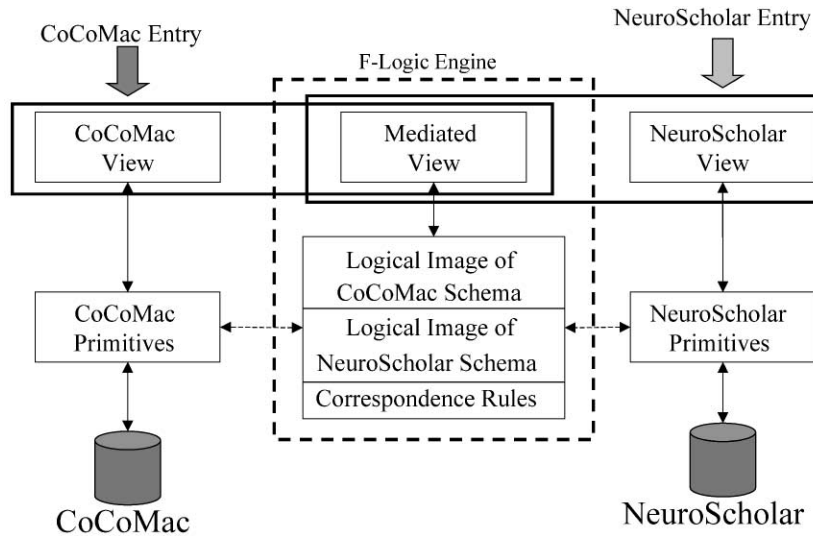 CoCoMac Entry
NeuroScholar Entry
F-Logic Engine
CoCoMac
View
Mediated
View
NeuroScholar
View
Logical Image of
CoCoMac Schema
CoCoMac
Primitives
Logical Image of
NeuroScholar Schema
NeuroScholar
Primitives
Correspondence Rules
CoCoMac
NeuroScholar